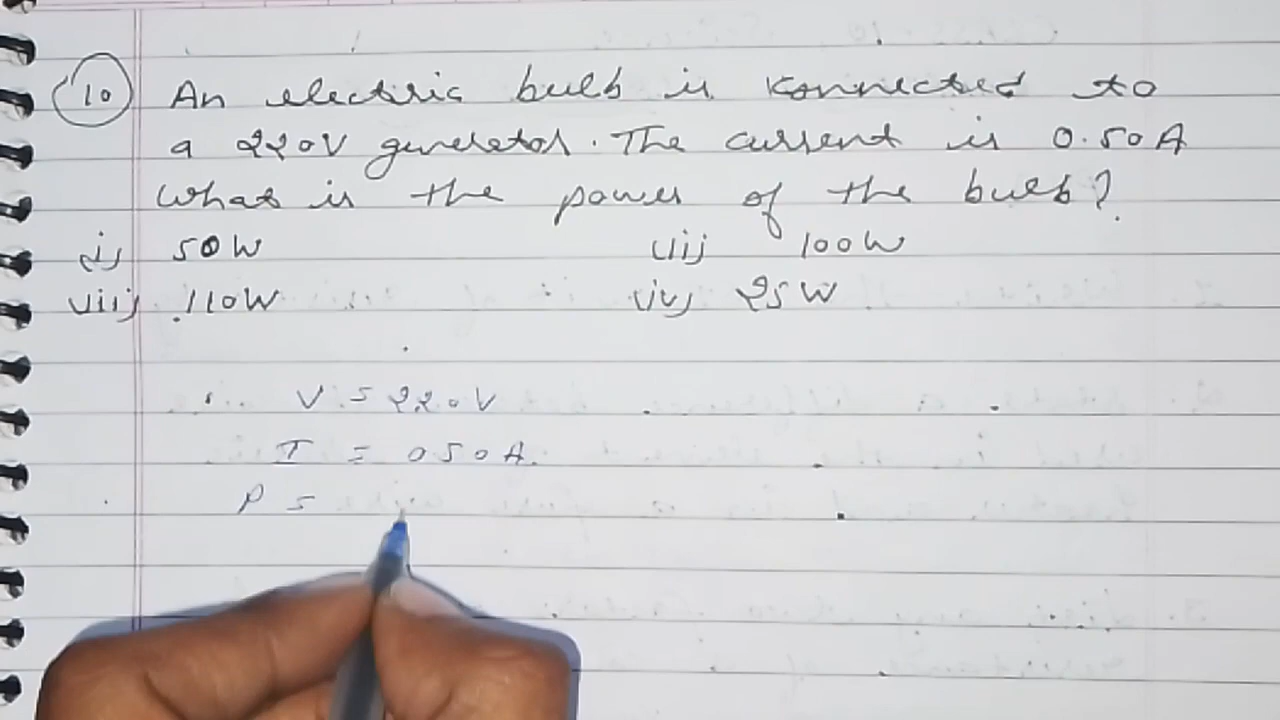 10 An electric bulb is konnected to
a 220V generator. The current is 0.50A
What is the power of the bulb?
i) 50W ii) 100W
iii) 110W iv) 25W
V = 220V
I = 0.50A
P =